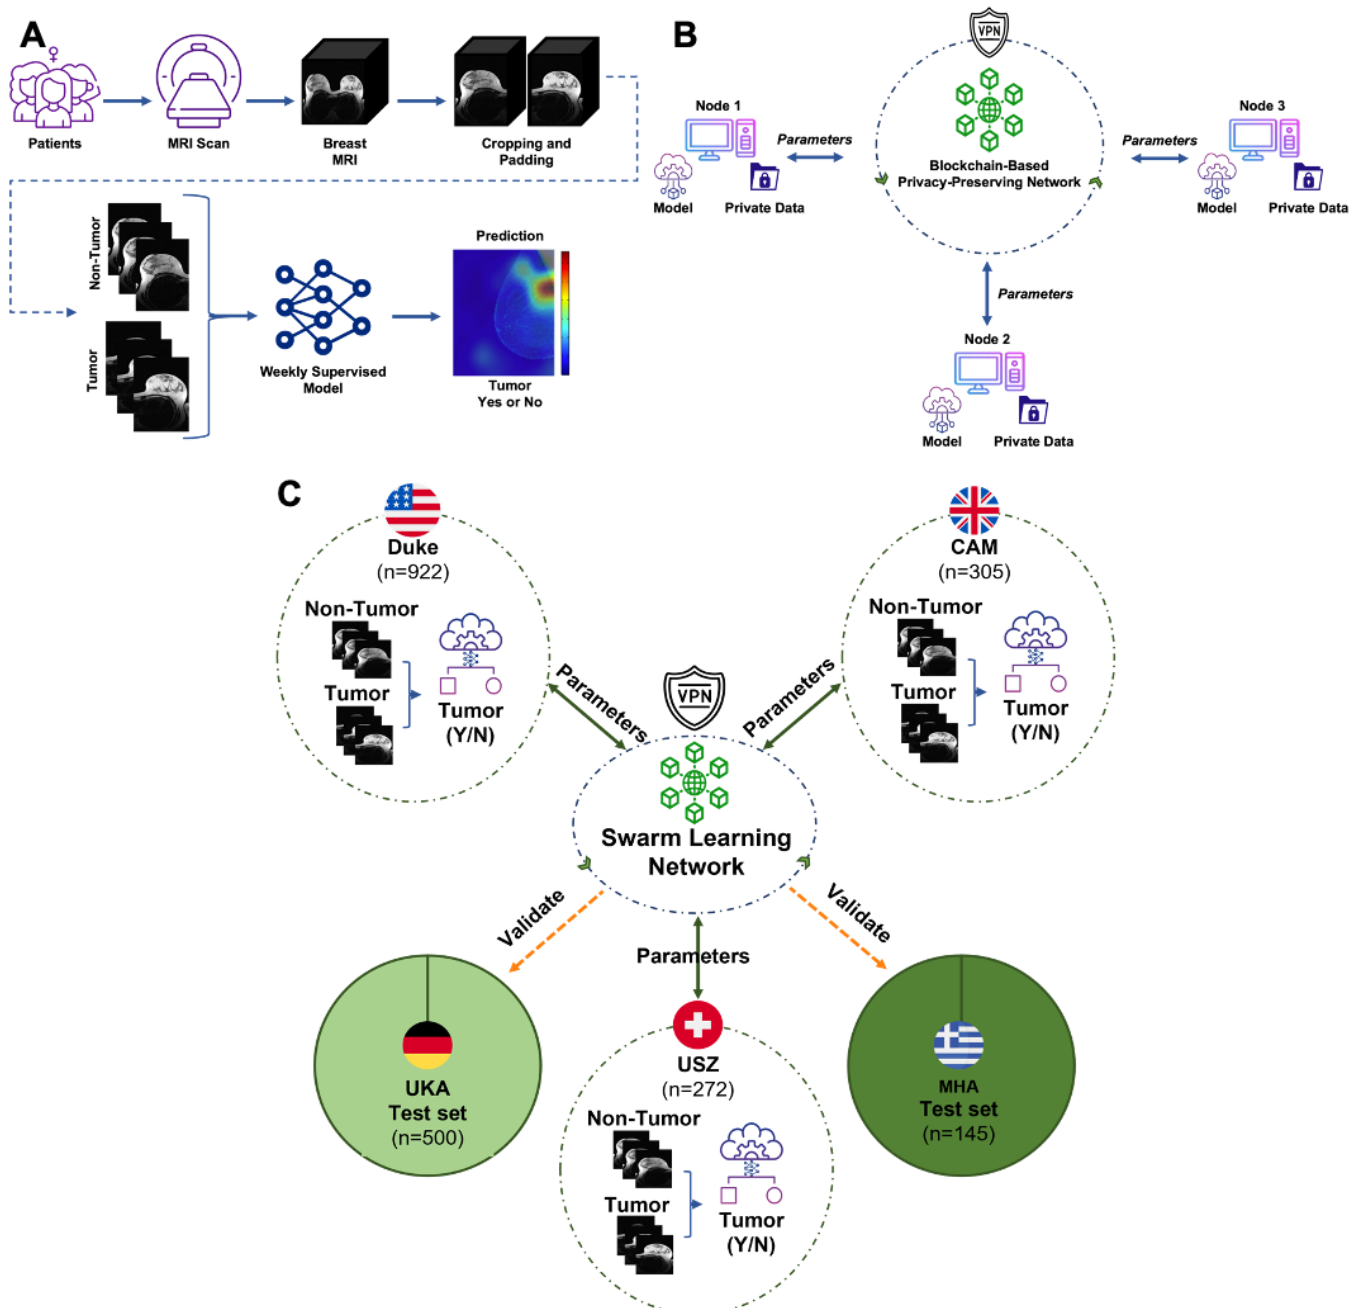 A
Patients
MRI Scan
Breast
MRI
Cropping and
Padding
Non-Tumor
Tumor
Weekly Supervised
Model
Prediction
Tumor
Yes or No
B
VPN
Blockchain-Based
Privacy-Preserving Network
Node 1
Parameters
Model
Private Data
Node 3
Parameters
Model
Private Data
Parameters
Node 2
Model
Private Data
C
Duke
(n=922)
Non-Tumor
Tumor
Tumor
(Y/N)
Parameters
CAM
(n=305)
Non-Tumor
Tumor
Tumor
(Y/N)
Parameters
VPN
Swarm Learning
Network
Validate
Validate
Parameters
UKA
Test set
(n=500)
USZ
(n=272)
Non-Tumor
Tumor
Tumor
(Y/N)
MHA
Test set
(n=145)